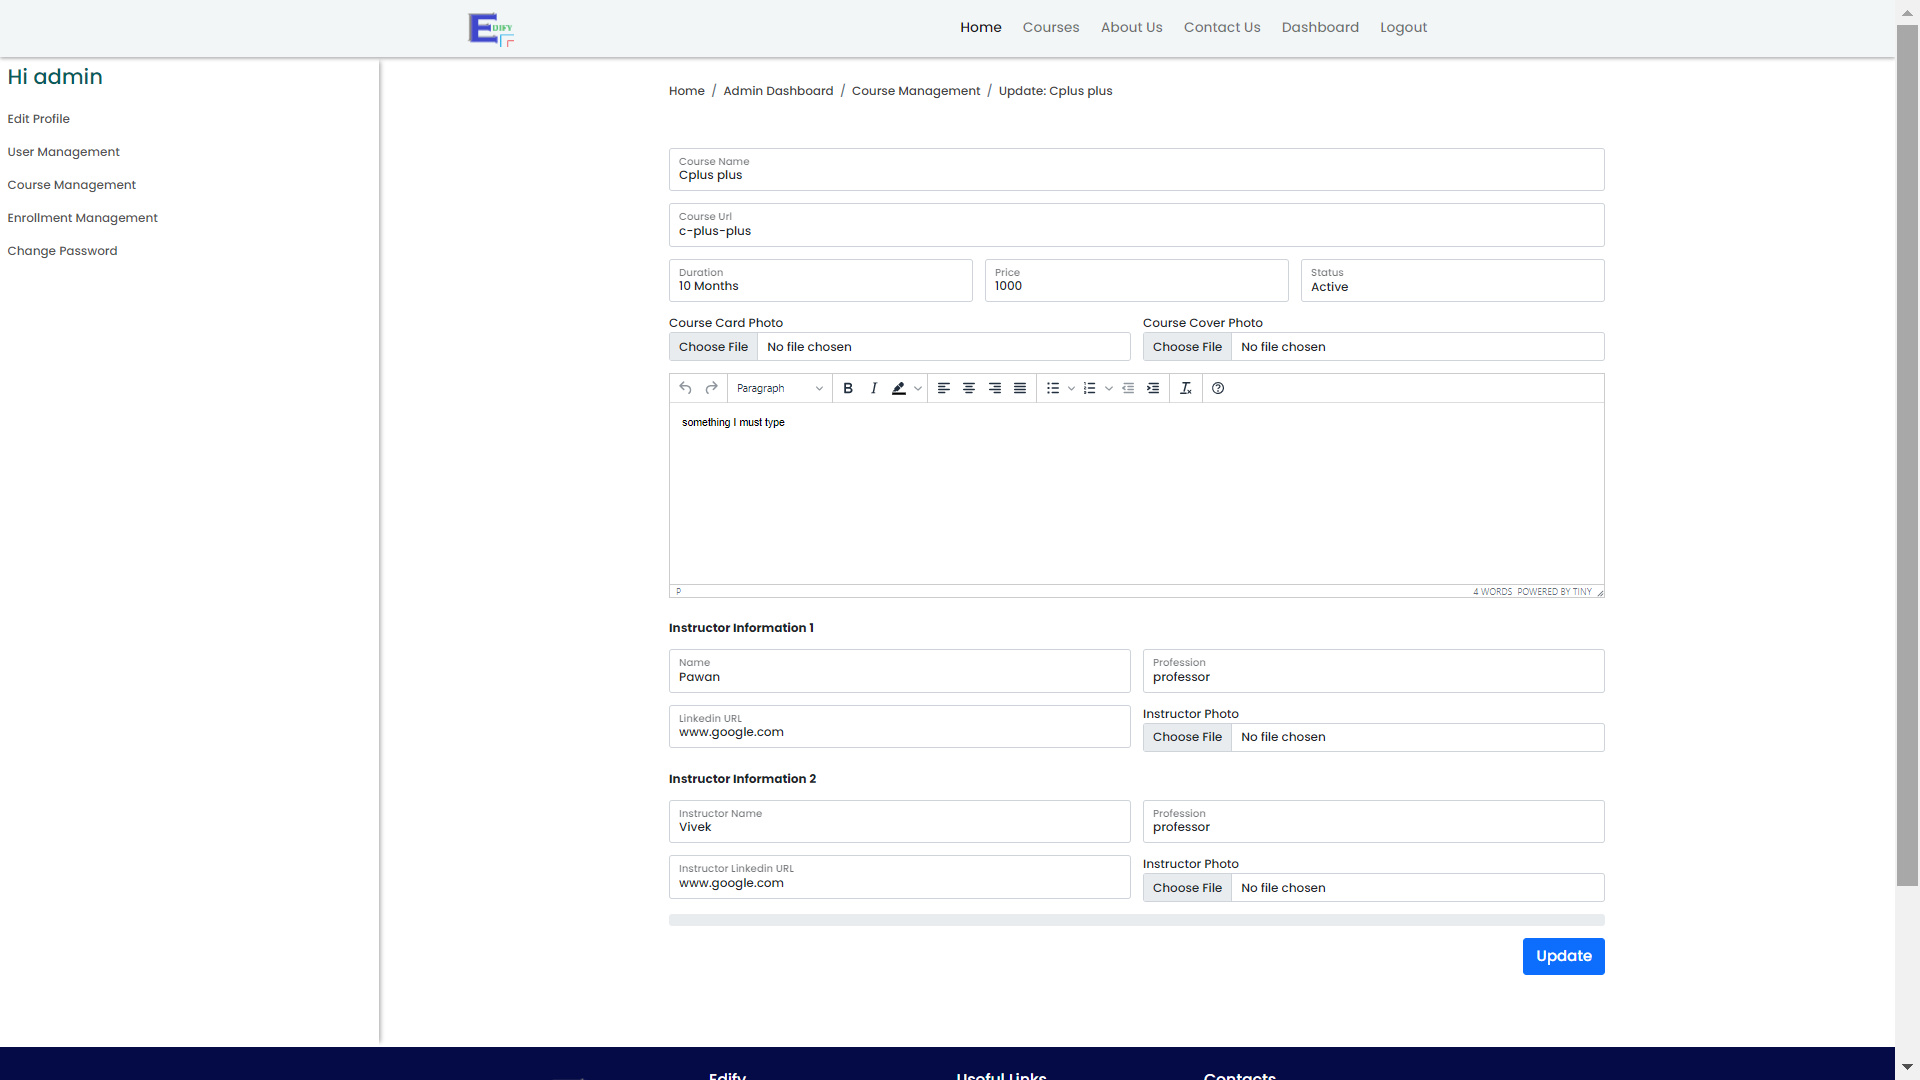 EDIFY
Home Courses About Us Contact Us Dashboard Logout
Hi admin
Edit Profile
User Management
Course Management
Enrollment Management
Change Password
Home / Admin Dashboard / Course Management / Update: Cplus plus
Course Name
Cplus plus
Course Url
c-plus-plus
Duration
10 Months
Price
1000
Status
Active
Course Card Photo
Choose File No file chosen
Course Cover Photo
Choose File No file chosen
Paragraph
something I must type
P
4 WORDS POWERED BY TINY
Instructor Information 1
Name
Pawan
Profession
professor
Linkedin URL
www.google.com
Instructor Photo
Choose File No file chosen
Instructor Information 2
Instructor Name
Vivek
Profession
professor
Instructor Linkedin URL
www.google.com
Instructor Photo
Choose File No file chosen
Update
Edify Useful Links Contacts